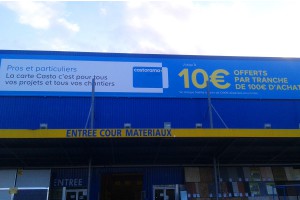 Pros et particuliers
La carte Casto c'est pour tous
vos projets et tous vos chantiers
castorama
10€
OFFERTS
PAR TRANCHE
DE 100€ D'ACHAT
ENTREE COUR MATERIAUX
ENTREE